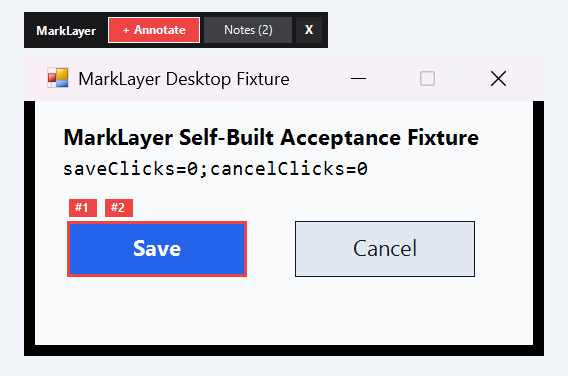 MarkLayer + Annotate Notes (2) X
MarkLayer Desktop Fixture
MarkLayer Self-Built Acceptance Fixture
saveClicks=0;cancelClicks=0
#1 #2
Save Cancel